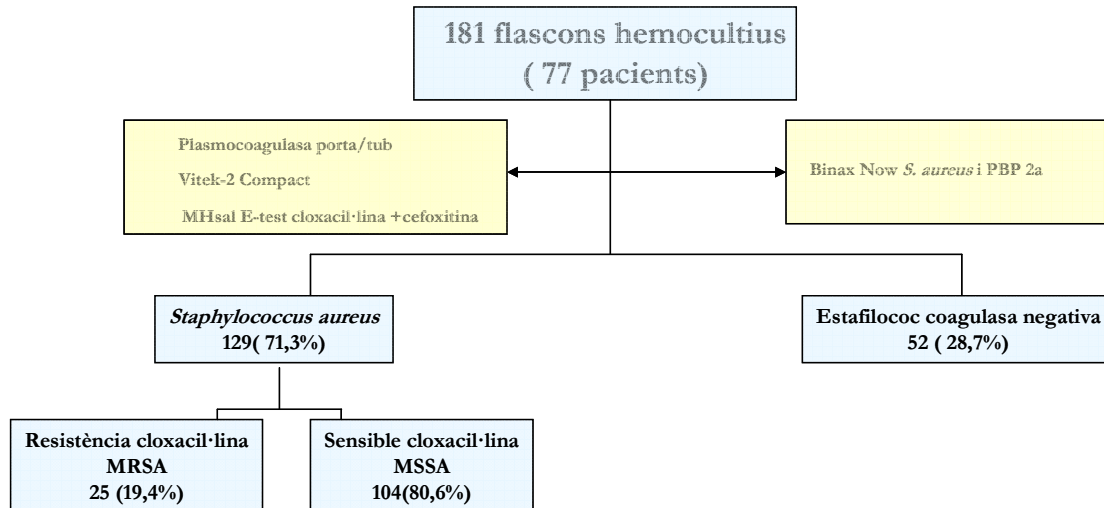 181 flascons hemocultius
( 77 pacients)
Plasmocoagulasa porta/tub
Vitek-2 Compact
MHsal E-test cloxacil·lina +cefoxitina
Binax Now S. aureus i PBP 2a
Staphylococcus aureus
129( 71,3%)
Estafilococ coagulasa negativa
52 ( 28,7%)
Resistència cloxacil·lina
MRSA
25 (19,4%)
Sensible cloxacil·lina
MSSA
104(80,6%)